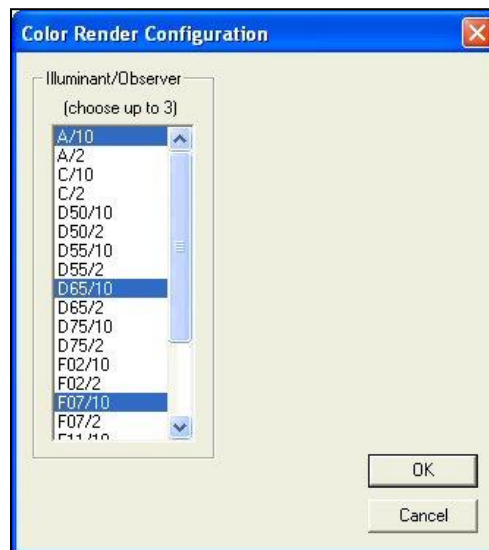 Color Render Configuration
Illuminant/Observer
(choose up to 3)
A/10
A/2
C/10
C/2
D50/10
D50/2
D55/10
D55/2
D65/10
D65/2
D75/10
D75/2
F02/10
F02/2
F07/10
F07/2
F11/10
OK
Cancel